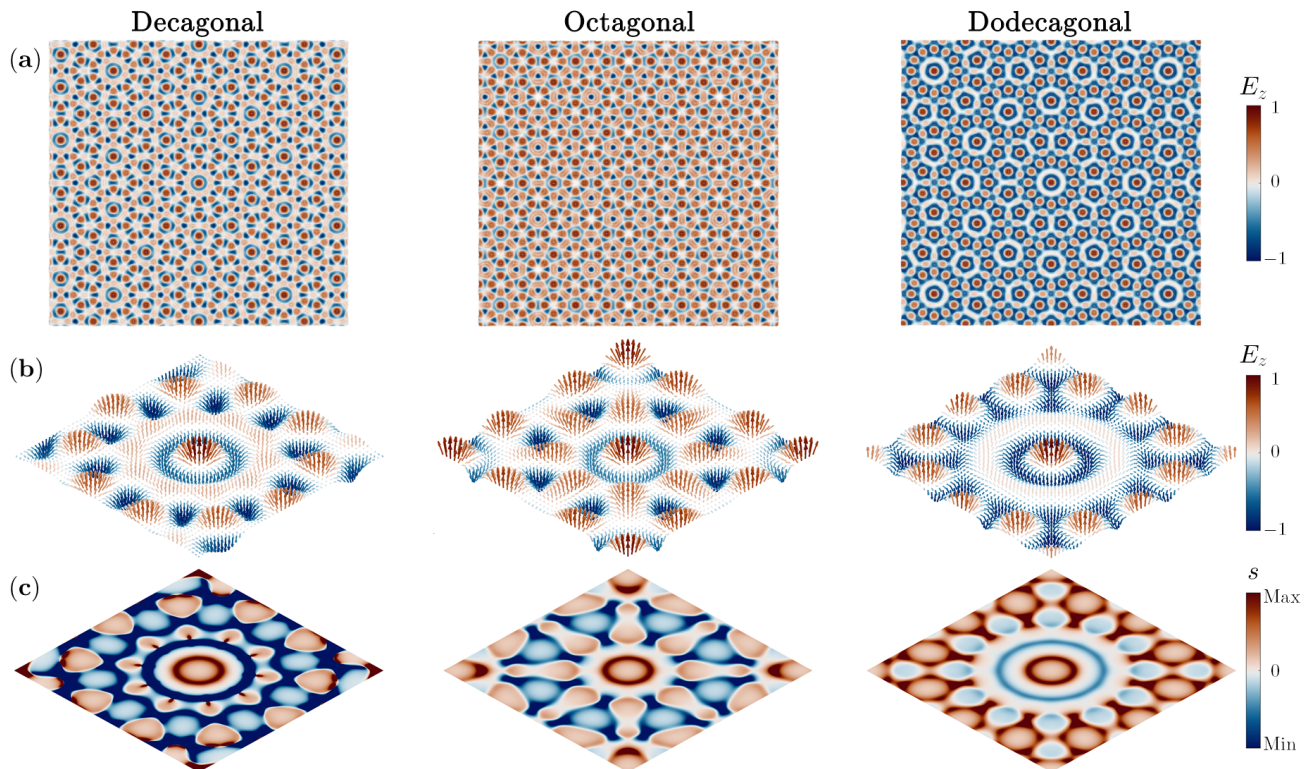 Decagonal Octagonal Dodecagonal
(a)
E_z
1
0
−1
(b)
E_z
1
0
−1
(c)
s
Max
0
Min